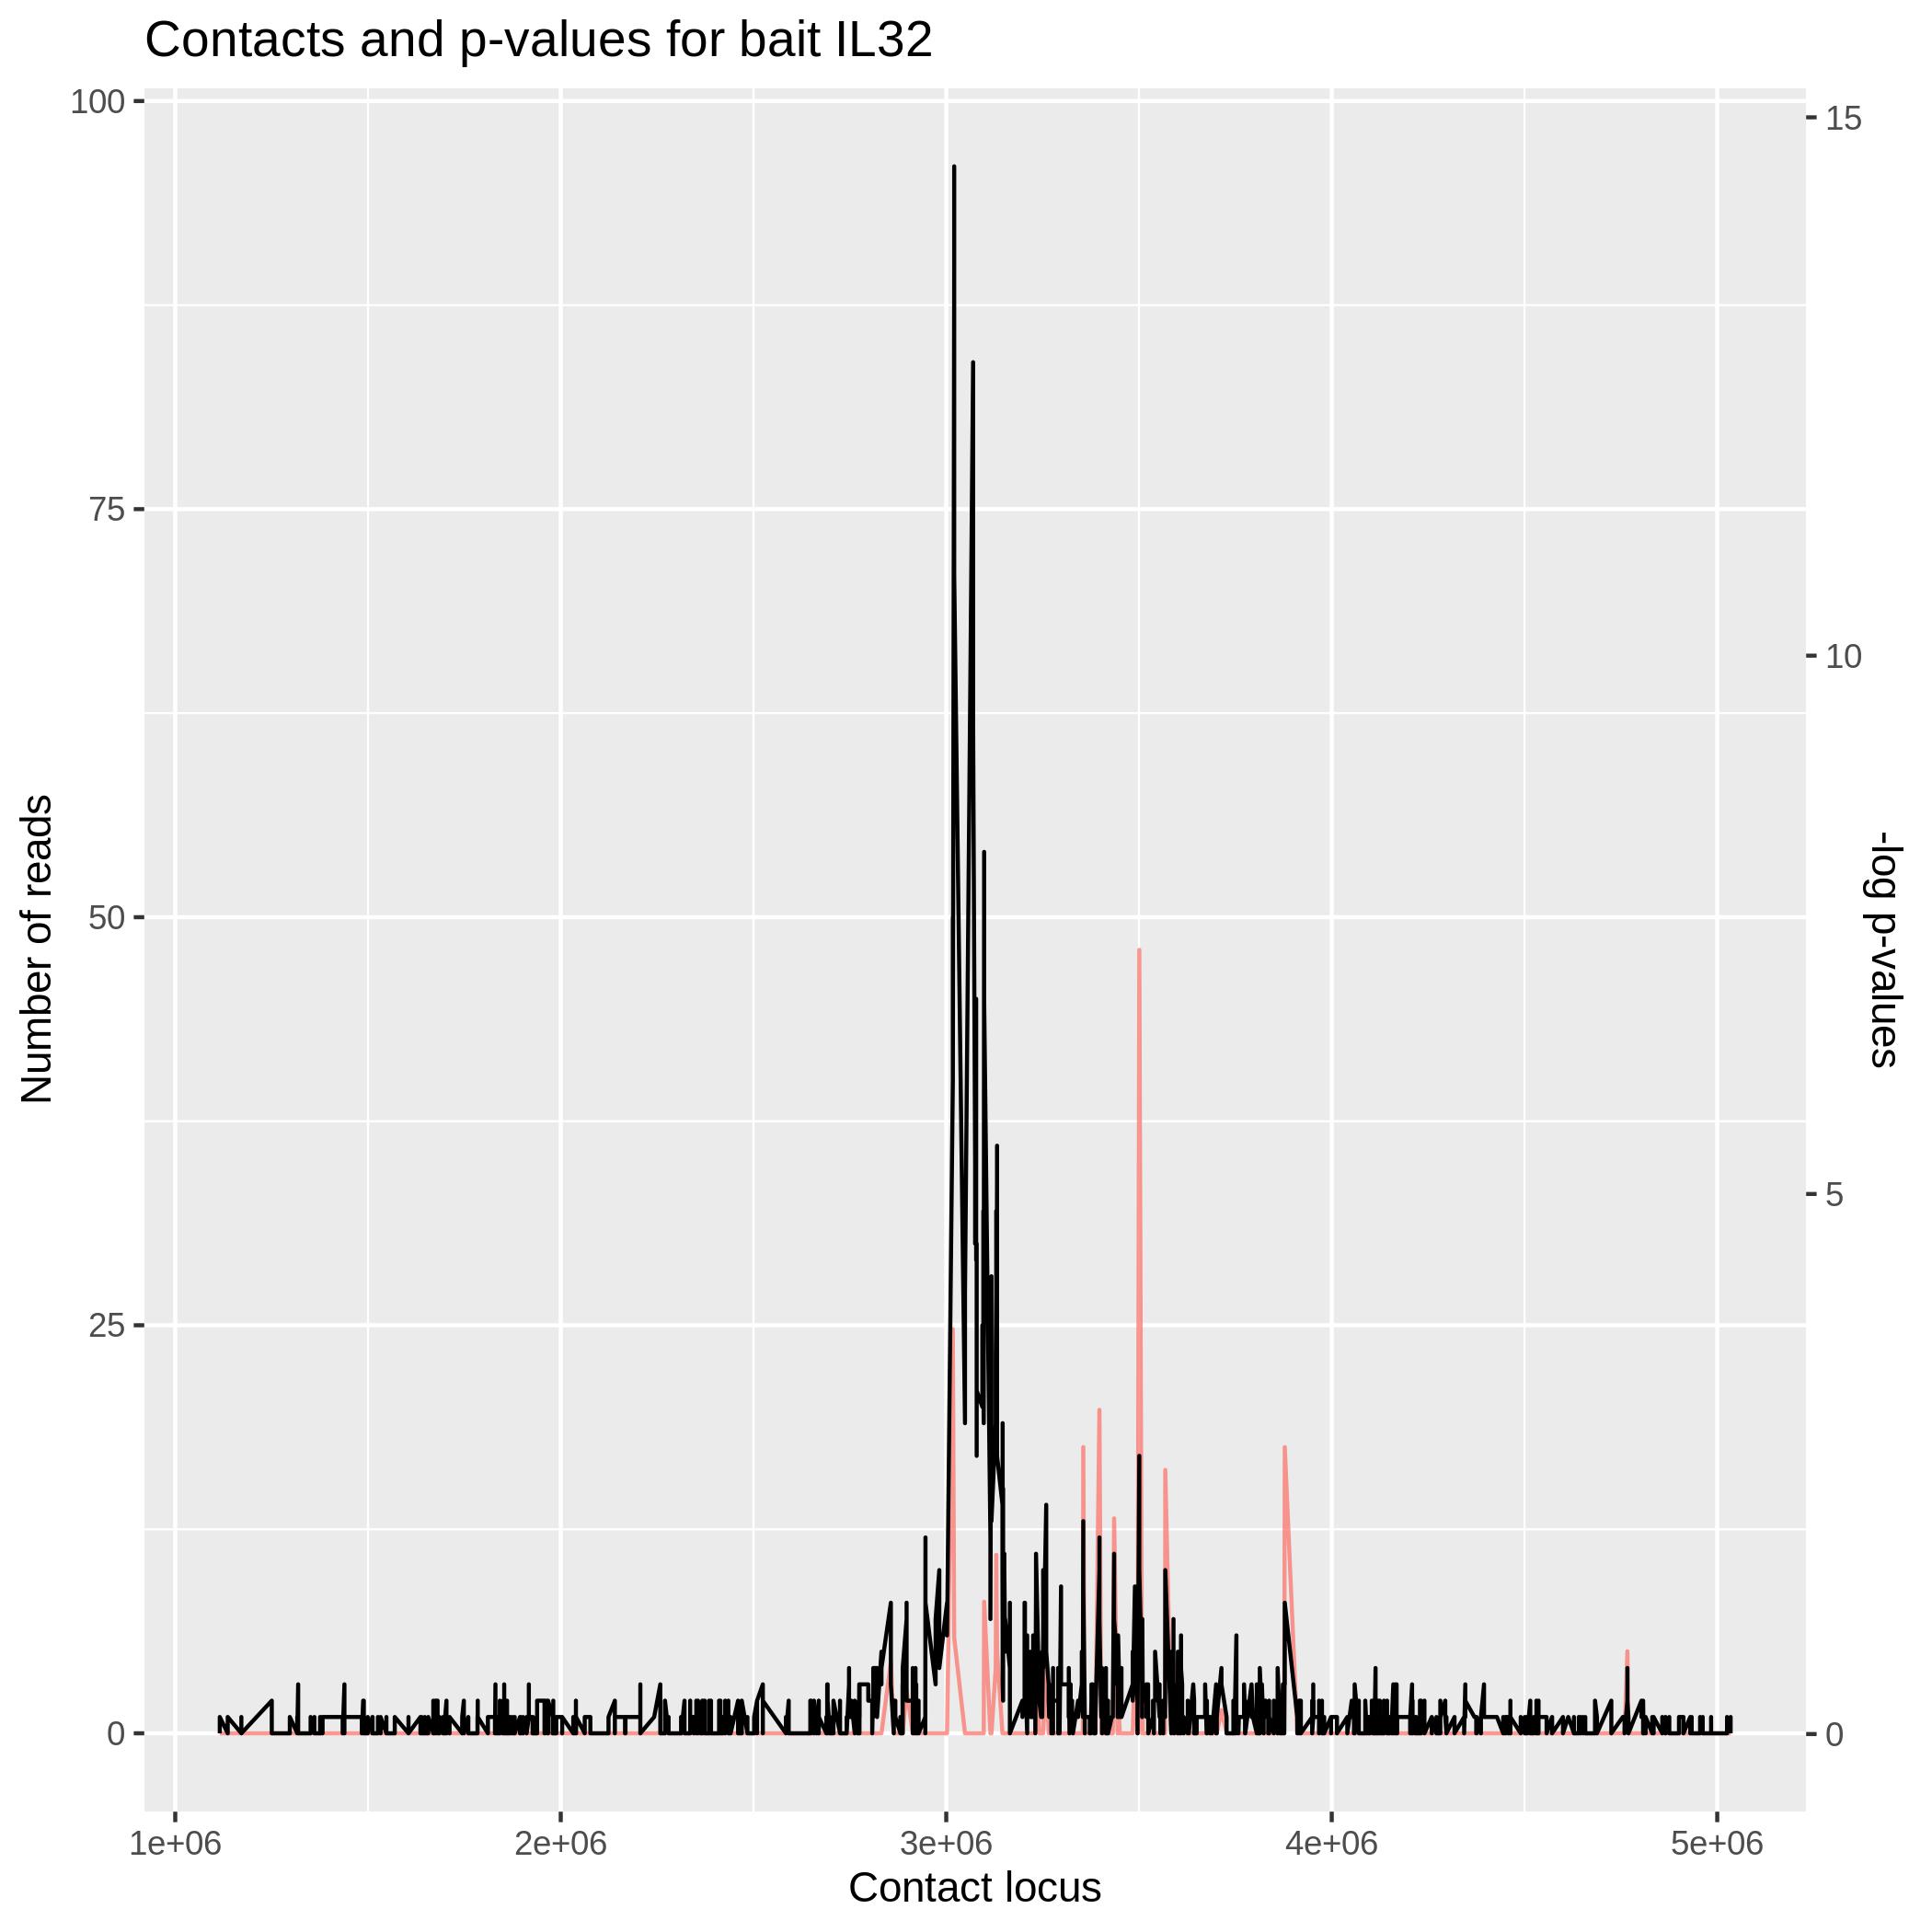 Contacts and p-values for bait IL32
100
75
50
25
0
Number of reads
15
10
5
0
-log p-values
1e+06
2e+06
3e+06
4e+06
5e+06
Contact locus